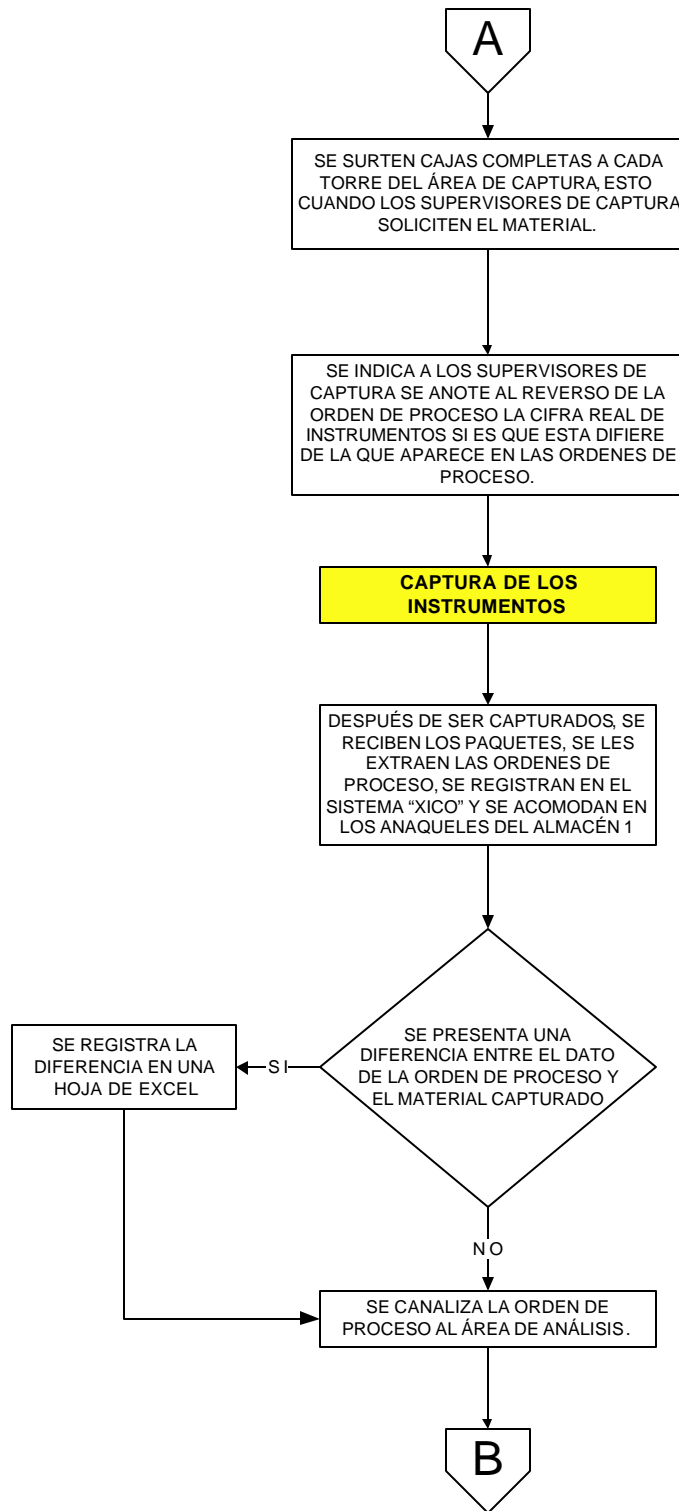 A
SE SURTEN CAJAS COMPLETAS A CADA
TORRE DEL ÁREA DE CAPTURA, ESTO
CUANDO LOS SUPERVISORES DE CAPTURA
SOLICITEN EL MATERIAL.
SE INDICA A LOS SUPERVISORES DE
CAPTURA SE ANOTE AL REVERSO DE LA
ORDEN DE PROCESO LA CIFRA REAL DE
INSTRUMENTOS SI ES QUE ESTA DIFIERE
DE LA QUE APARECE EN LAS ORDENES DE
PROCESO.
CAPTURA DE LOS
INSTRUMENTOS
DESPUÉS DE SER CAPTURADOS, SE
RECIBEN LOS PAQUETES, SE LES
EXTRAEN LAS ORDENES DE
PROCESO, SE REGISTRAN EN EL
SISTEMA “XICO” Y SE ACOMODAN EN
LOS ANAQUELES DEL ALMACÉN 1
SE PRESENTA UNA
DIFERENCIA ENTRE EL DATO
DE LA ORDEN DE PROCESO Y
EL MATERIAL CAPTURADO
SI
SE REGISTRA LA
DIFERENCIA EN UNA
HOJA DE EXCEL
NO
SE CANALIZA LA ORDEN DE
PROCESO AL ÁREA DE ANÁLISIS.
B